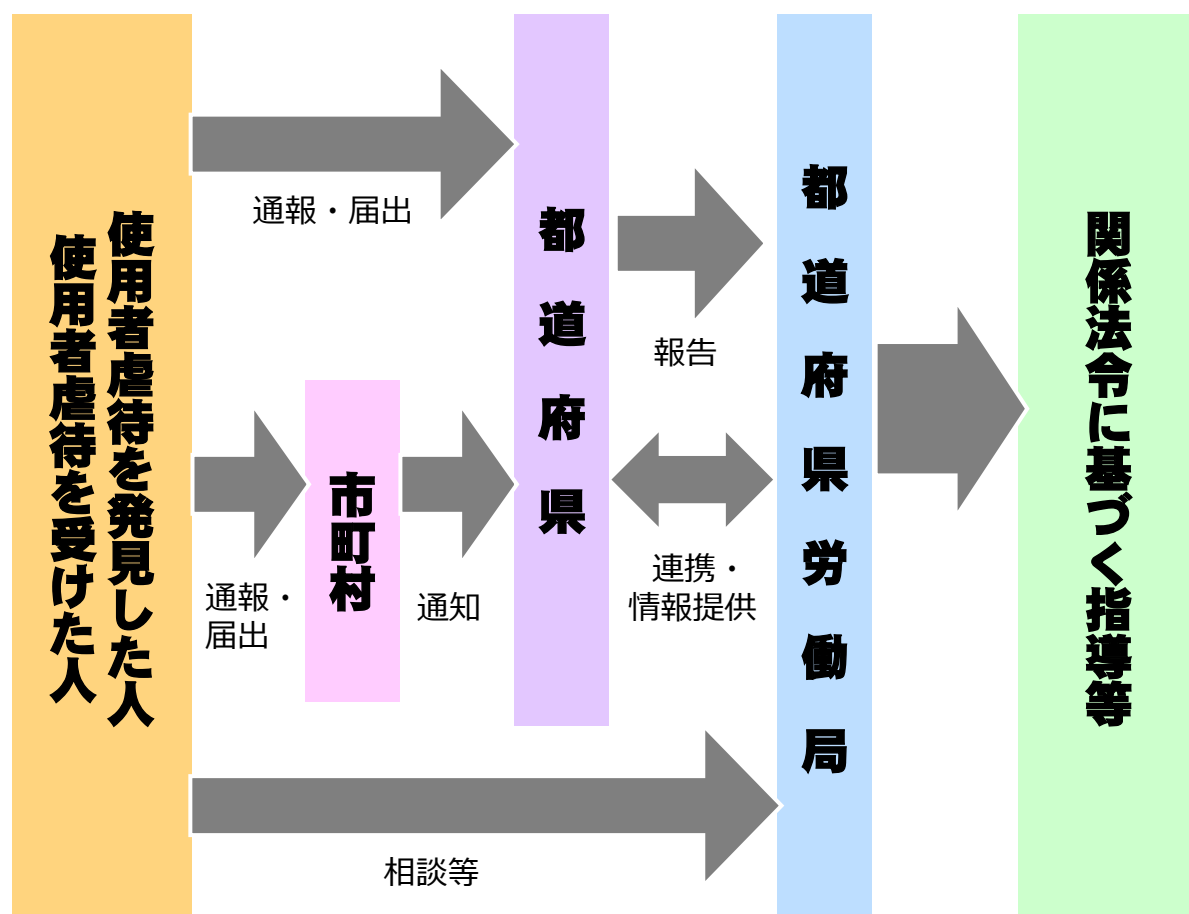 使用者虐待を発見した人
使用者虐待を受けた人
通報・届出
通報・
届出
市町村
通知
都道府県
報告
連携・
情報提供
相談等
都道府県労働局
関係法令に基づく指導等